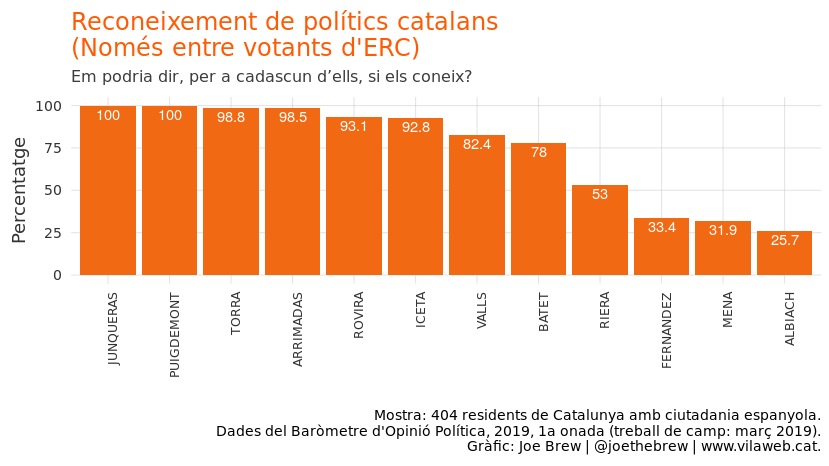 Reconeixement de polítics catalans
(Només entre votants d'ERC)
Em podria dir, per a cadascun d’ells, si els coneix?
Percentatge
100
75
50
25
0
100
100
98.8
98.5
93.1
92.8
82.4
78
53
33.4
31.9
25.7
JUNQUERAS
PUIGDEMONT
TORRA
ARRIMADAS
ROVIRA
ICETA
VALLS
BATET
RIERA
FERNANDEZ
MENA
ALBIACH
Mostra: 404 residents de Catalunya amb ciutadania espanyola.
Dades del Baròmetre d'Opinió Política, 2019, 1a onada (treball de camp: març 2019).
Gràfic: Joe Brew | @joethebrew | www.vilaweb.cat.